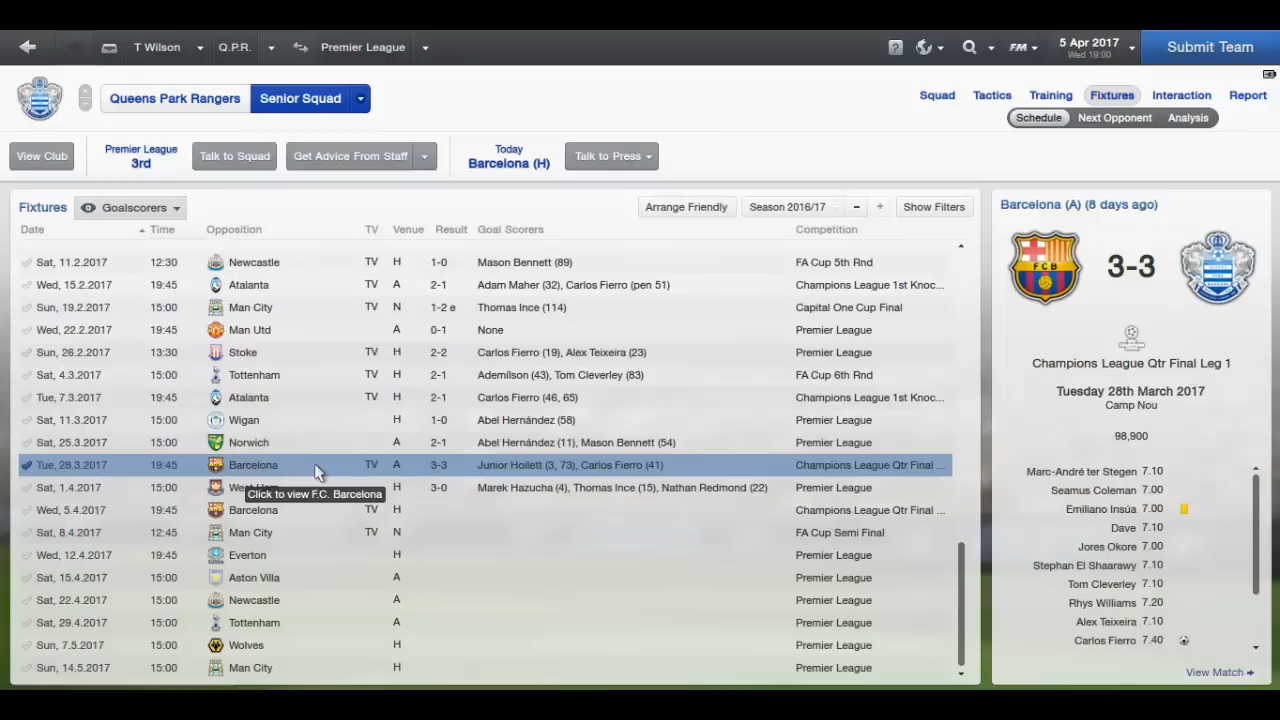 T Wilson Q.P.R. Premier League ? FM 5 Apr 2017 Submit Team
Wed 19:00
Queens Park Rangers Senior Squad Squad Tactics Training Fixtures Interaction Report
Schedule Next Opponent Analysis
View Club Premier League Talk to Squad Get Advice From Staff Today Talk to Press
3rd Barcelona (H)
Fixtures Goalscorers Arrange Friendly Season 2016/17 - + Show Filters
Date Time Opposition TV Venue Result Goal Scorers Competition
Sat, 11.2.2017 12:30 Newcastle TV H 1-0 Mason Bennett (89) FA Cup 5th Rnd
Wed, 15.2.2017 19:45 Atalanta TV A 2-1 Adam Maher (32), Carlos Fierro (pen 51) Champions League 1st Knoc...
Sun, 19.2.2017 15:00 Man City TV N 1-2 e Thomas Ince (114) Capital One Cup Final
Wed, 22.2.2017 19:45 Man Utd A 0-1 None Premier League
Sun, 26.2.2017 13:30 Stoke TV H 2-2 Carlos Fierro (19), Alex Teixeira (23) Premier League
Sat, 4.3.2017 15:00 Tottenham TV H 2-1 Ademilson (43), Tom Cleverley (83) FA Cup 6th Rnd
Tue, 7.3.2017 19:45 Atalanta TV H 2-1 Carlos Fierro (46, 65) Champions League 1st Knoc...
Sat, 11.3.2017 15:00 Wigan H 1-0 Abel Hernández (58) Premier League
Sat, 25.3.2017 15:00 Norwich A 2-1 Abel Hernández (11), Mason Bennett (54) Premier League
Tue, 28.3.2017 19:45 Barcelona TV A 3-3 Junior Hoilett (3, 73), Carlos Fierro (41) Champions League Qtr Final ...
Sat, 1.4.2017 15:00 H 3-0 Marek Hazucha (4), Thomas Ince (15), Nathan Redmond (22) Premier League
Click to view F.C. Barcelona
Wed, 5.4.2017 19:45 Barcelona TV H Champions League Qtr Final ...
Sat, 8.4.2017 12:45 Man City TV N FA Cup Semi Final
Wed, 12.4.2017 19:45 Everton H Premier League
Sat, 15.4.2017 15:00 Aston Villa A Premier League
Sat, 22.4.2017 15:00 Newcastle A Premier League
Sat, 29.4.2017 15:00 Tottenham A Premier League
Sun, 7.5.2017 15:00 Wolves H Premier League
Sun, 14.5.2017 15:00 Man City H Premier League
Barcelona (A) (8 days ago)
FCB
3-3
Champions League Qtr Final Leg 1
Tuesday 28th March 2017
Camp Nou
98,900
Marc-André ter Stegen 7.10
Seamus Coleman 7.00
Emiliano Insúa 7.00
Dave 7.10
Jores Okore 7.00
Stephan El Shaarawy 7.10
Tom Cleverley 7.10
Rhys Williams 7.20
Alex Teixeira 7.10
Carlos Fierro 7.40
View Match